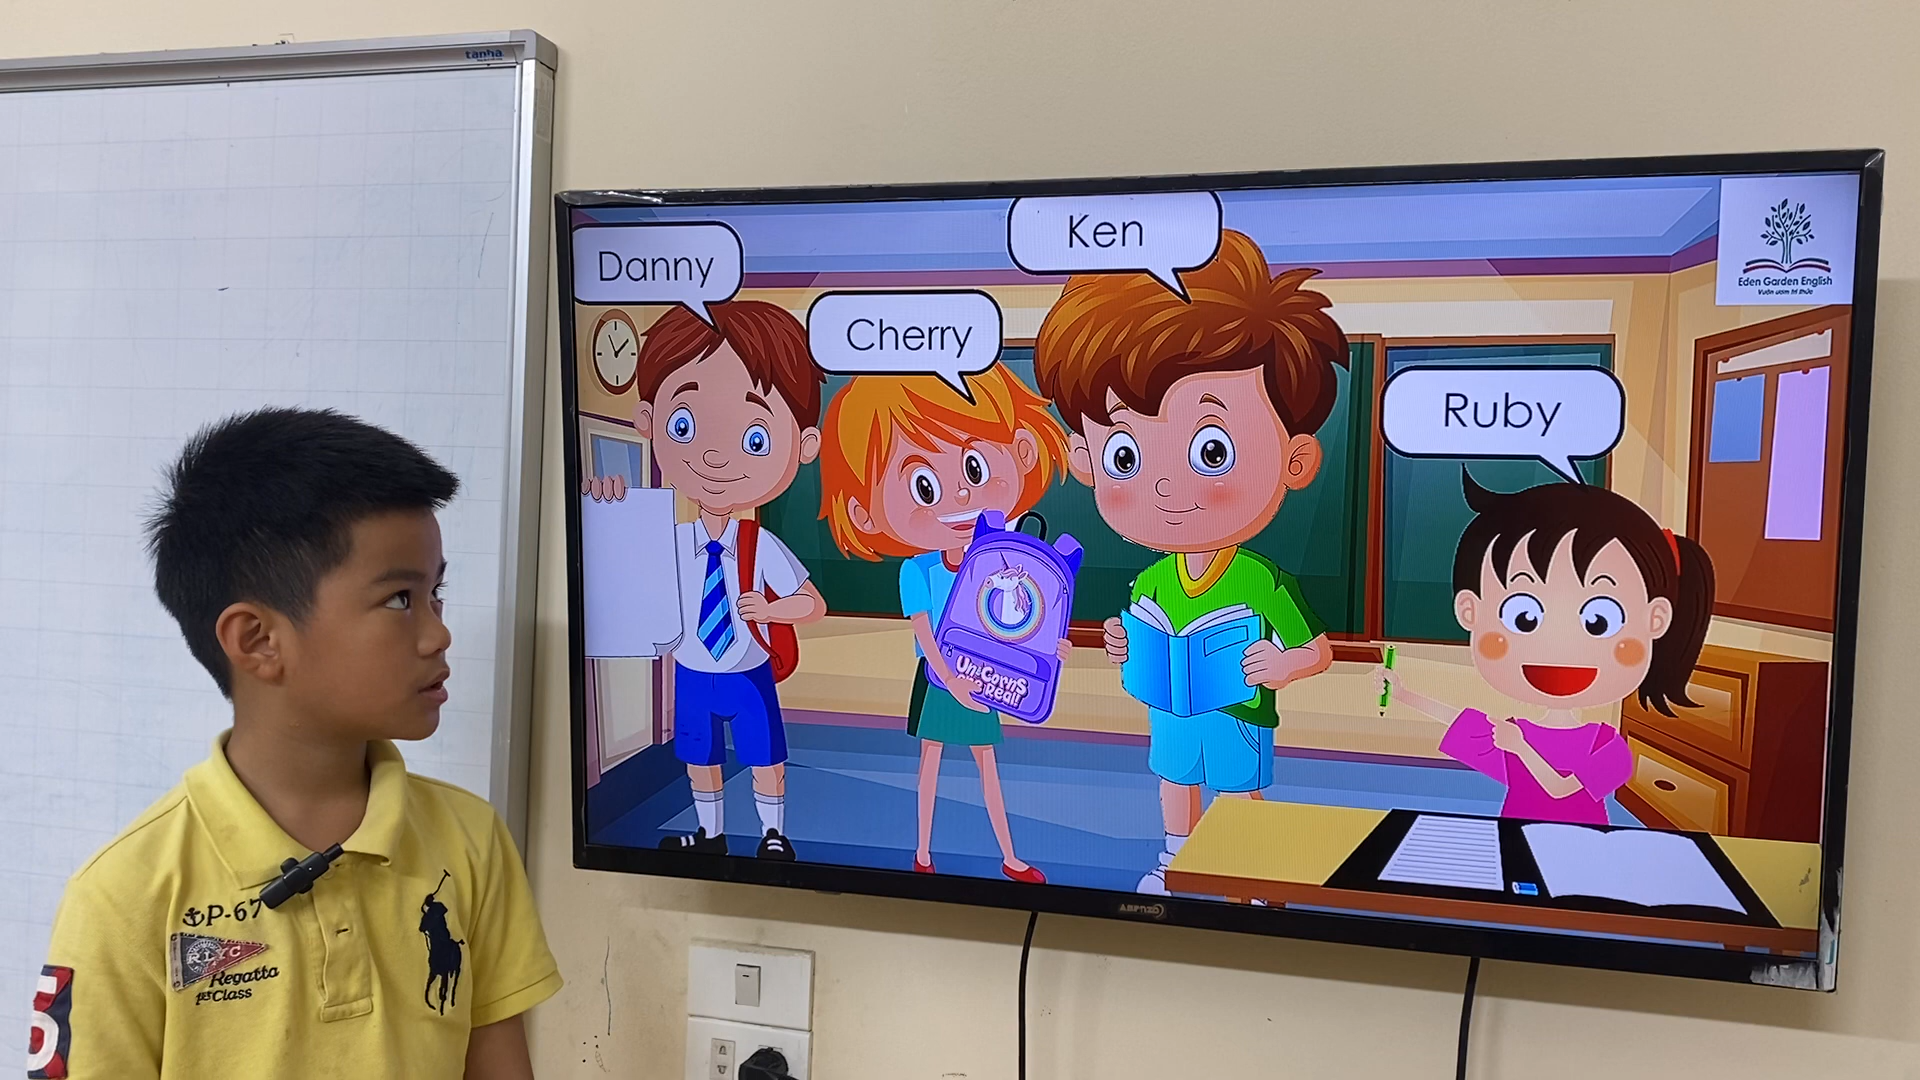 tanha
Danny
Cherry
Ken
Ruby
Eden Garden English
Vườn ươm tri thức
UniCorns
are Real!
P-67
RLYC
Regatta
1st Class
5